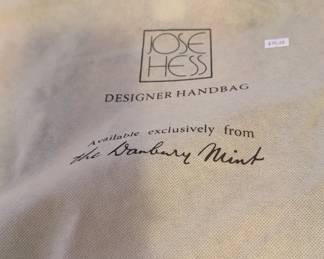 JOSE
HESS
DESIGNER HANDBAG
Available exclusively from
the Danbury Mint